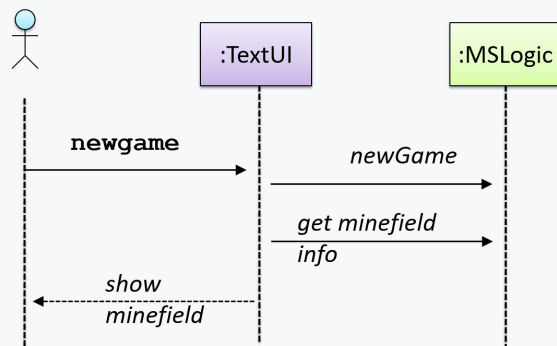 :TextUI
:MSLogic
newgame
newGame
get minefield
info
show
minefield